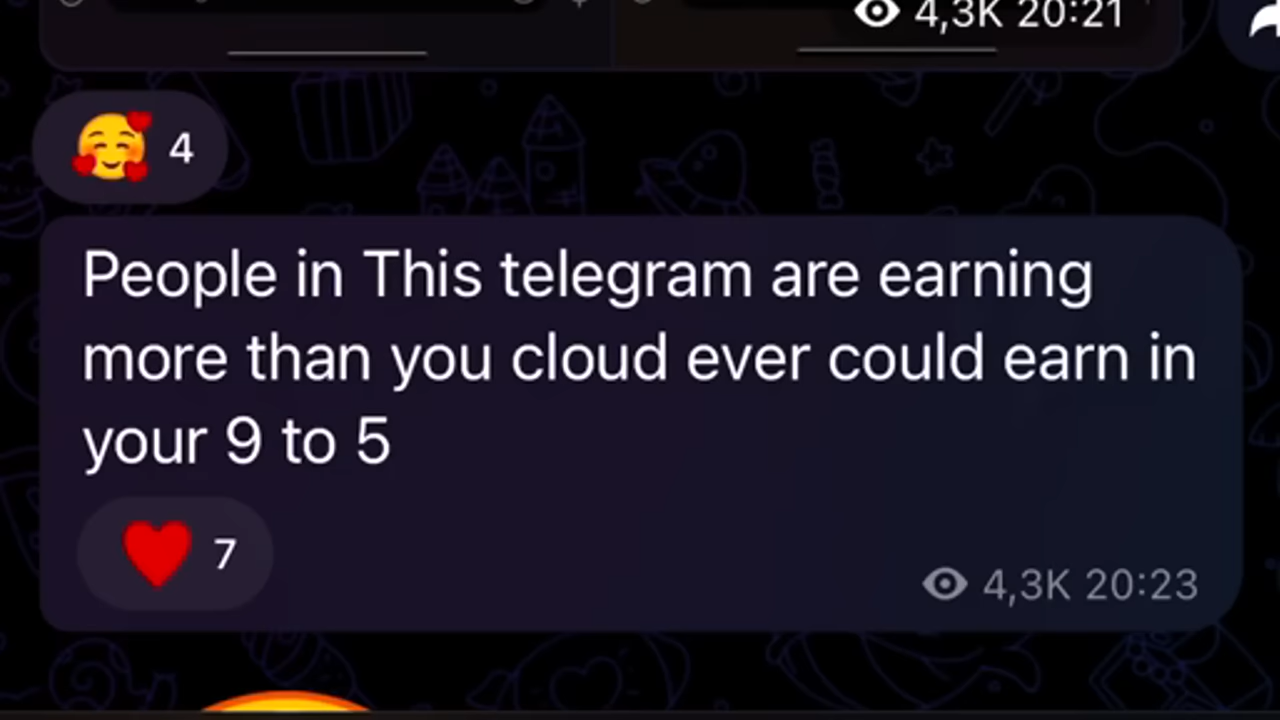 4,3K 20:21
4
People in This telegram are earning
more than you cloud ever could earn in
your 9 to 5
7
4,3K 20:23